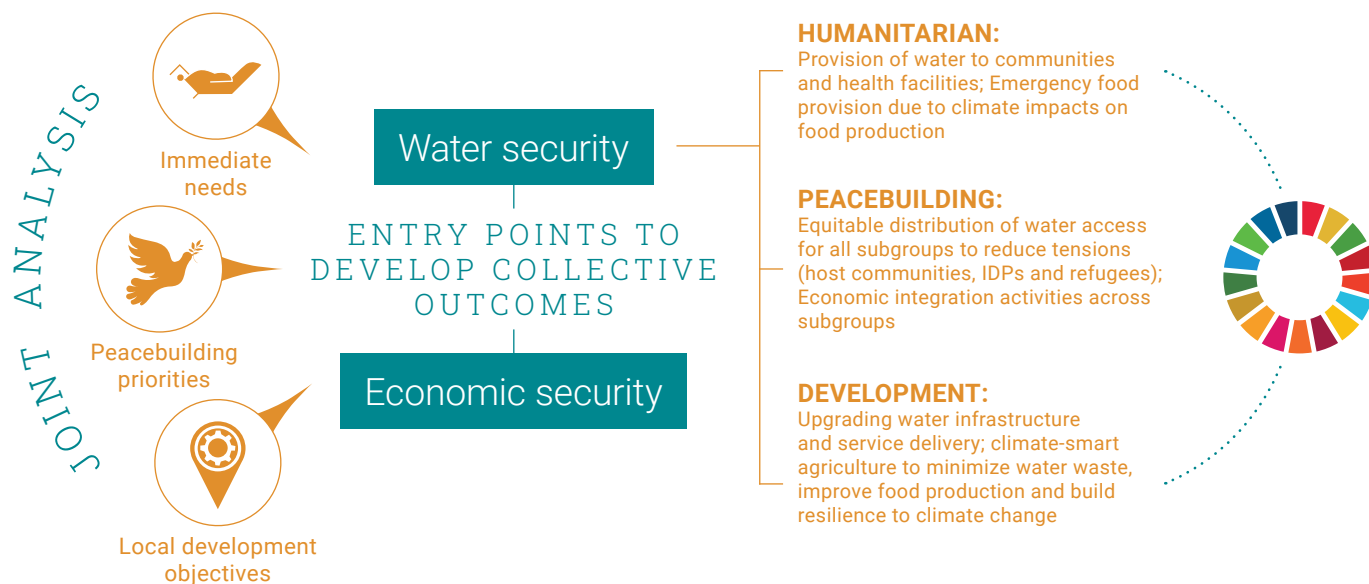 JOINT ANALYSIS
Immediate
needs
Peacebuilding
priorities
Local development
objectives
Water security
ENTRY POINTS TO
DEVELOP COLLECTIVE
OUTCOMES
Economic security
HUMANITARIAN:
Provision of water to communities
and health facilities; Emergency food
provision due to climate impacts on
food production
PEACEBUILDING:
Equitable distribution of water access
for all subgroups to reduce tensions
(host communities, IDPs and refugees);
Economic integration activities across
subgroups
DEVELOPMENT:
Upgrading water infrastructure
and service delivery; climate-smart
agriculture to minimize water waste,
improve food production and build
resilience to climate change